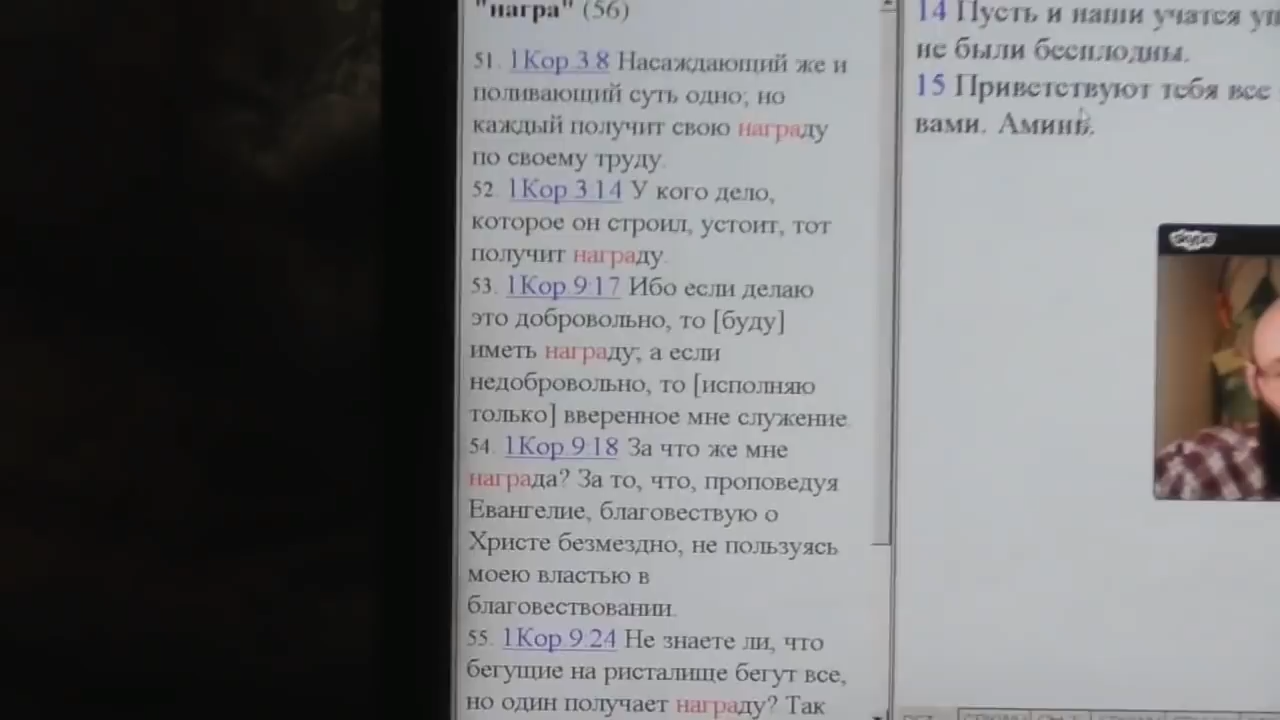 "награ" (56)
51. 1Кор 3:8 Насаждающий же и
поливающий суть одно; но
каждый получит свою награду
по своему труду.
52. 1Кор 3:14 У кого дело,
которое он строил, устоит, тот
получит награду.
53. 1Кор 9:17 Ибо если делаю
это добровольно, то [буду]
иметь награду; а если
недобровольно, то [исполняю
только] вверенное мне служение.
54. 1Кор 9:18 За что же мне
награда? За то, что, проповедуя
Евангелие, благовествую о
Христе безмездно, не пользуясь
моею властью в
благовествовании.
55. 1Кор 9:24 Не знаете ли, что
бегущие на ристалище бегут все,
но один получает награду? Так
14 Пусть и наши учатся
не были бесплодны.
15 Приветствуют тебя все
вами. Аминь.
skype